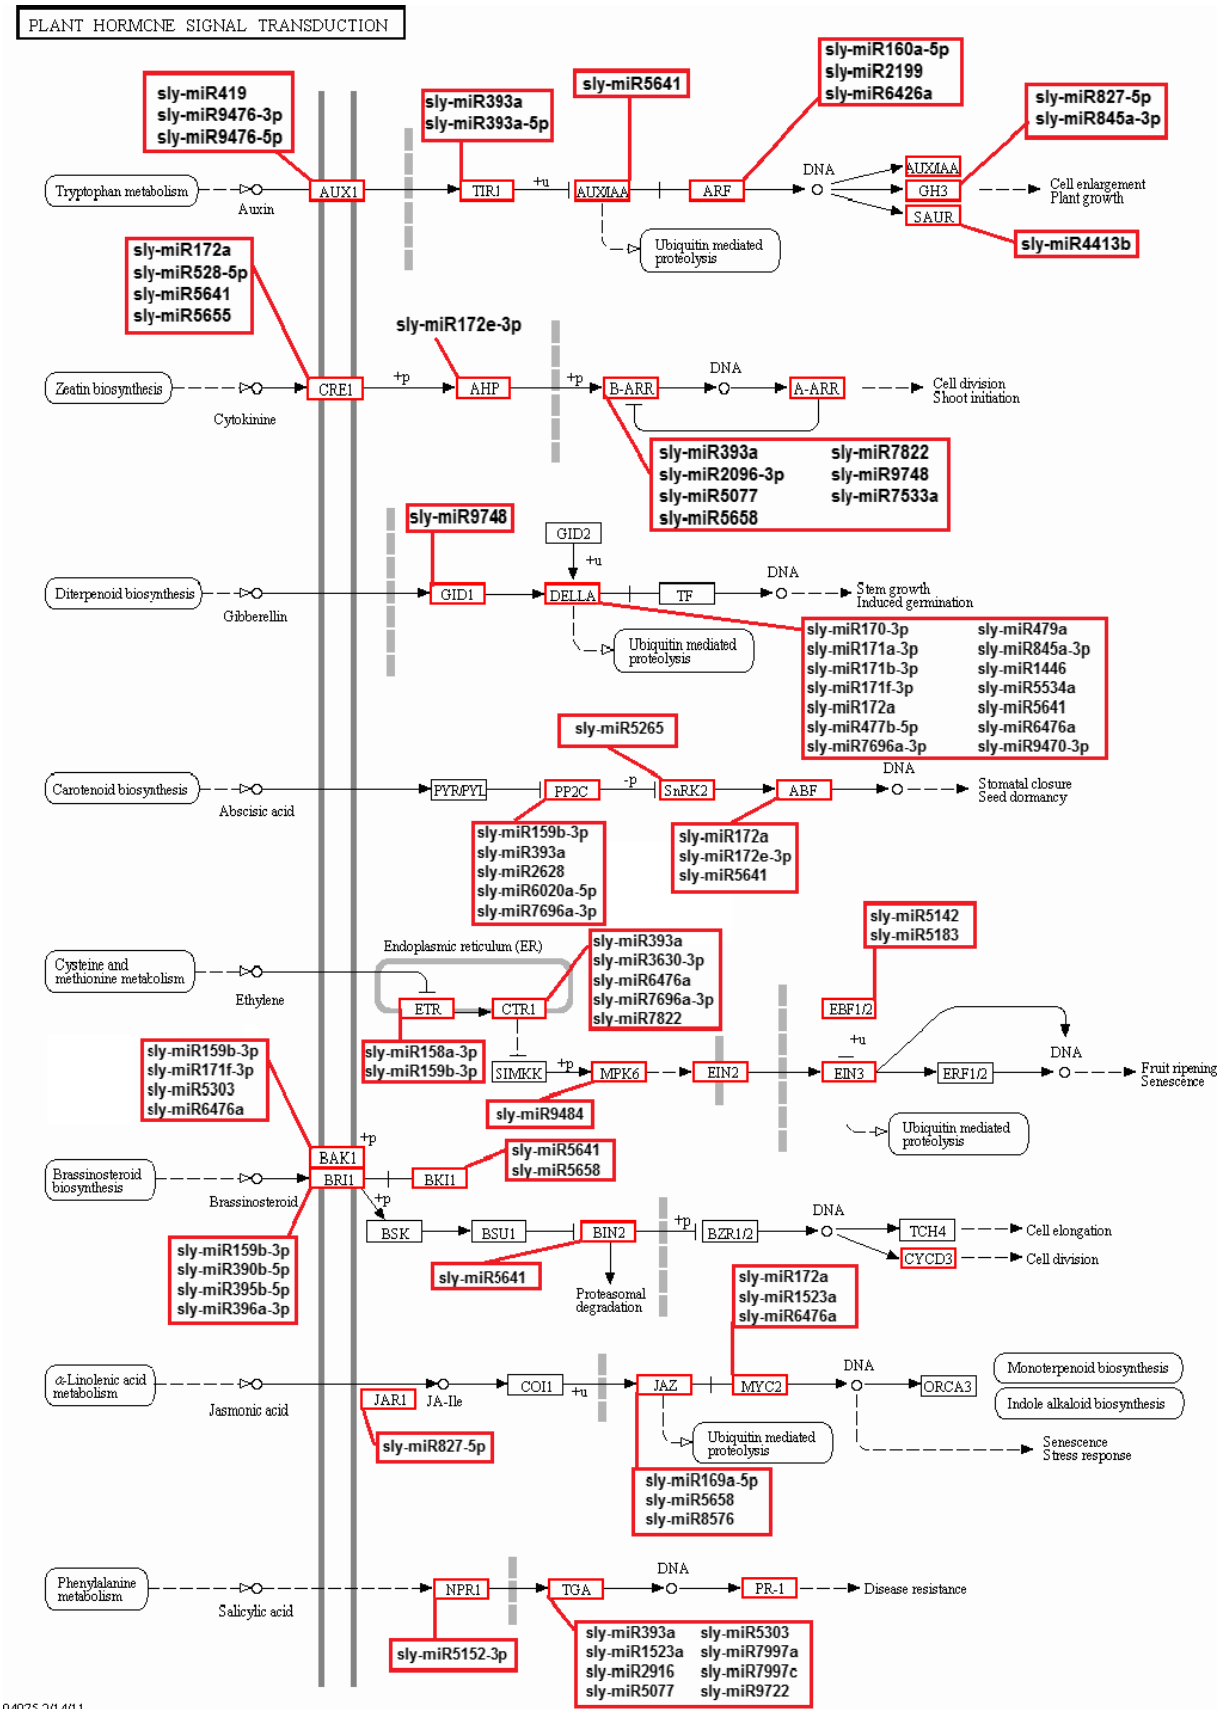 PLANT HORMCNE SIGNAL TRANSDUCTION
sly-miR419
sly-miR9476-3p
sly-miR9476-5p
sly-miR393a
sly-miR393a-5p
sly-miR5641
sly-miR160a-5p
sly-miR2199
sly-miR6426a
sly-miR827-5p
sly-miR845a-3p
Tryptophan metabolism
Auxin
AUX1
TIR1
+u
AUX/IAA
ARF
DNA
AUX/IAA
GH3
SAUR
Cell enlargement
Plant growth
Ubiquitin mediated
proteolysis
sly-miR4413b
sly-miR172a
sly-miR528-5p
sly-miR5641
sly-miR5655
sly-miR172e-3p
Zeatin biosynthesis
Cytokinine
CRE1
+p
AHP
+p
B-ARR
DNA
A-ARR
Cell division
Shoot initiation
sly-miR393a sly-miR7822
sly-miR2096-3p sly-miR9748
sly-miR5077 sly-miR7533a
sly-miR5658
sly-miR9748
GID2
+u
Diterpenoid biosynthesis
Gibberellin
GID1
DELLA
TF
DNA
Stem growth
Induced germination
Ubiquitin mediated
proteolysis
sly-miR170-3p sly-miR479a
sly-miR171a-3p sly-miR845a-3p
sly-miR171b-3p sly-miR1446
sly-miR171f-3p sly-miR5534a
sly-miR172a sly-miR5641
sly-miR477b-5p sly-miR6476a
sly-miR7696a-3p sly-miR9470-3p
sly-miR5265
Carotenoid biosynthesis
Abscisic acid
PYR/PYL
PP2C
-p
SnRK2
ABF
DNA
Stomatal closure
Seed dormancy
sly-miR159b-3p
sly-miR393a
sly-miR2628
sly-miR6020a-5p
sly-miR7696a-3p
sly-miR172a
sly-miR172e-3p
sly-miR5641
sly-miR5142
sly-miR5183
Endoplasmic reticulum (ER)
sly-miR393a
sly-miR3630-3p
sly-miR6476a
sly-miR7696a-3p
sly-miR7822
Cysteine and
methionine metabolism
Ethylene
ETR
CTR1
EBF1/2
sly-miR158a-3p
sly-miR159b-3p
SIMKK
+p
MPK6
EIN2
+u
EIN3
ERF1/2
DNA
Fruit ripening
Senescence
sly-miR9484
Ubiquitin mediated
proteolysis
sly-miR159b-3p
sly-miR171f-3p
sly-miR5303
sly-miR6476a
+p
BAK1
Brassinosteroid
biosynthesis
Brassinosteroid
BRI1
BKI1
sly-miR5641
sly-miR5658
+p
BSK
BSU1
BIN2
+p
BZR1/2
DNA
TCH4
Cell elongation
CYCD3
Cell division
Proteasomal
degradation
sly-miR5641
sly-miR159b-3p
sly-miR390b-5p
sly-miR395b-5p
sly-miR396a-3p
sly-miR172a
sly-miR1523a
sly-miR6476a
α-Linolenic acid
metabolism
Jasmonic acid
JAR1
JA-Ile
COI1
+u
JAZ
MYC2
DNA
ORCA3
Monoterpenoid biosynthesis
Indole alkaloid biosynthesis
sly-miR827-5p
Ubiquitin mediated
proteolysis
Senescence
Stress response
sly-miR169a-5p
sly-miR5658
sly-miR8576
Phenylalanine
metabolism
Salicylic acid
NPR1
TGA
DNA
PR-1
Disease resistance
sly-miR5152-3p
sly-miR393a sly-miR5303
sly-miR1523a sly-miR7997a
sly-miR2916 sly-miR7997c
sly-miR5077 sly-miR9722